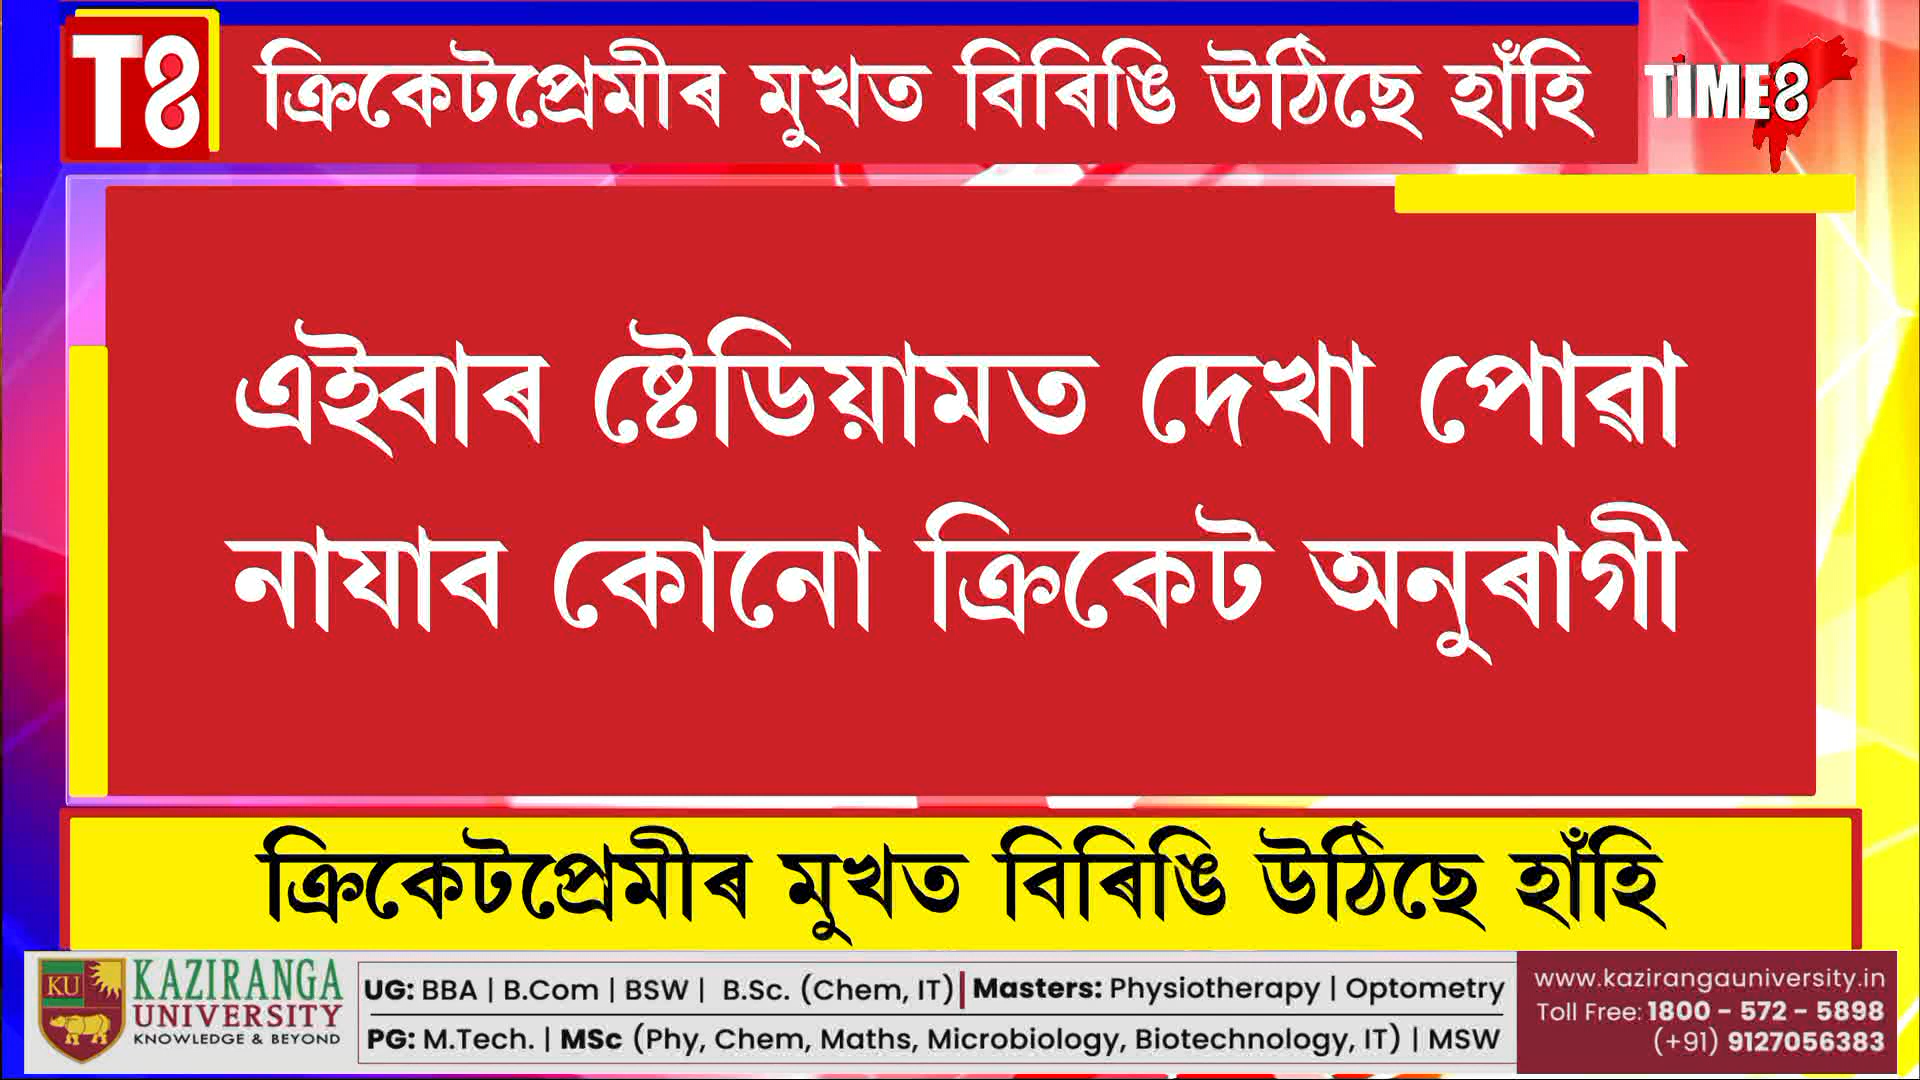 T8 ক্ৰিকেটপ্ৰেমীৰ মুখত বিৰিঙি উঠিছে হাঁহি TIME8
এইবাৰ ষ্টেডিয়ামত দেখা পোৱা
নাযাব কোনো ক্ৰিকেট অনুৰাগী
ক্ৰিকেটপ্ৰেমীৰ মুখত বিৰিঙি উঠিছে হাঁহি
KU
KAZIRANGA
UNIVERSITY
KNOWLEDGE & BEYOND
UG: BBA | B.Com | BSW | B.Sc. (Chem, IT) | Masters: Physiotherapy | Optometry
PG: M.Tech. | MSc (Phy, Chem, Maths, Microbiology, Biotechnology, IT) | MSW
www.kazirangauniversity.in
Toll Free: 1800 - 572 - 5898
(+91) 9127056383